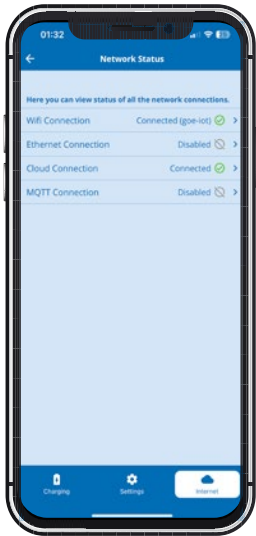 01:32
Network Status
Here you can view status of all the network connections.
Wifi Connection Connected (goe-iot)
Ethernet Connection Disabled
Cloud Connection Connected
MQTT Connection Disabled
Charging Settings Internet